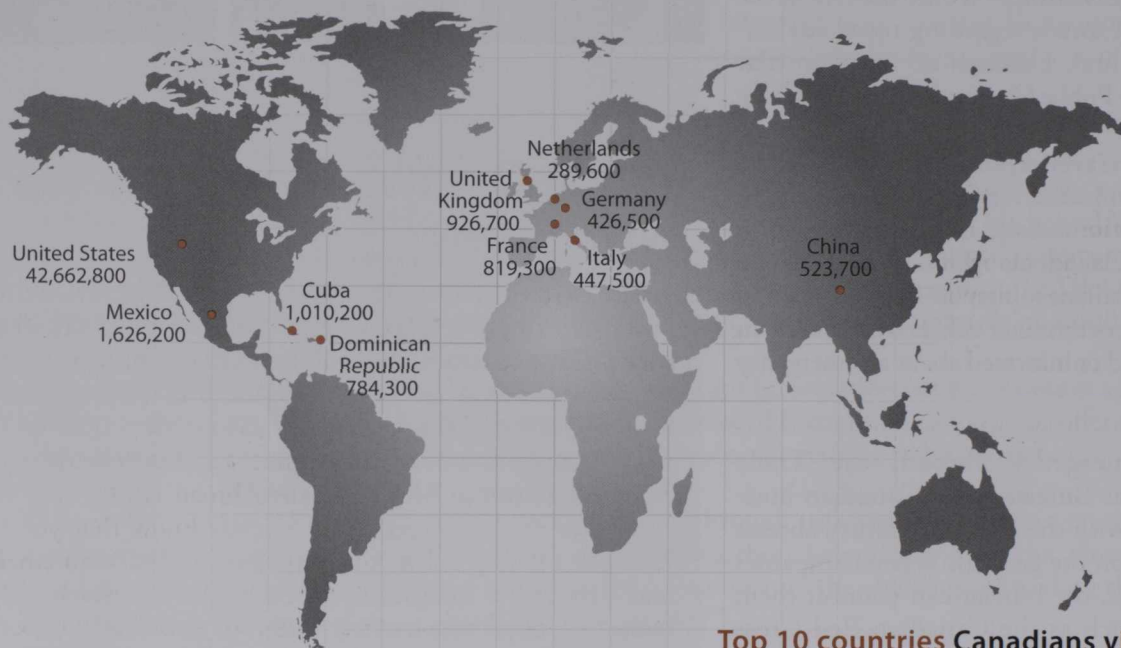 Netherlands
289,600
United
Kingdom
926,700
Germany
426,500
France
819,300
Italy
447,500
China
523,700
United States
42,662,800
Mexico
1,626,200
Cuba
1,010,200
Dominican
Republic
784,300
Top 10 countries Canadians